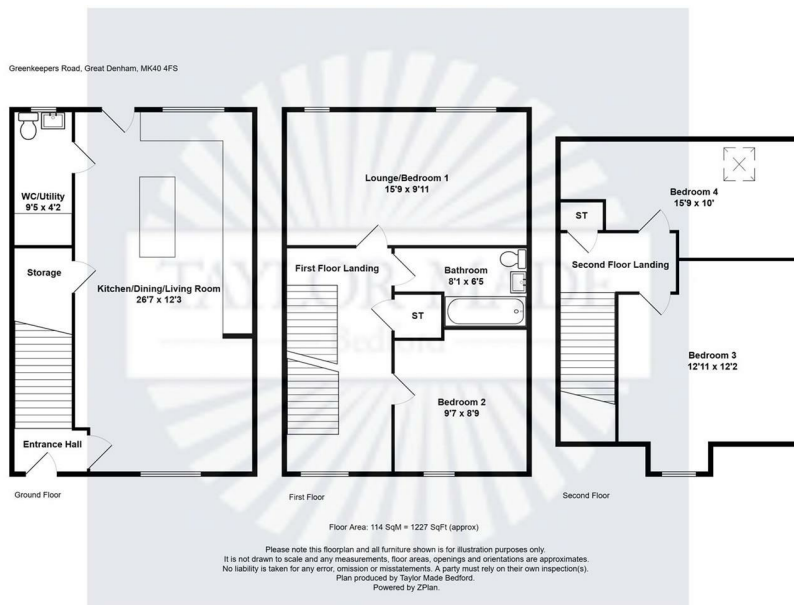 Greenkeepers Road, Great Denham, MK40 4FS
WC/Utility
9'5 x 4'2
Storage
Kitchen/Dining/Living Room
26'7 x 12'3
Entrance Hall
Ground Floor
Lounge/Bedroom 1
15'9 x 9'11
First Floor Landing
Bathroom
8'1 x 6'5
ST
Bedroom 2
9'7 x 8'9
First Floor
Bedroom 4
15'9 x 10'
ST
Second Floor Landing
Bedroom 3
12'11 x 12'2
Second Floor
TAYLOR MADE
Bedford
Floor Area: 114 SqM = 1227 SqFt (approx)
Please note this floorplan and all furniture shown is for illustration purposes only.
It is not drawn to scale and any measurements, floor areas, openings and orientations are approximates.
No liability is taken for any error, omission or misstatements. A party must rely on their own inspection(s).
Plan produced by Taylor Made Bedford.
Powered by ZPlan.